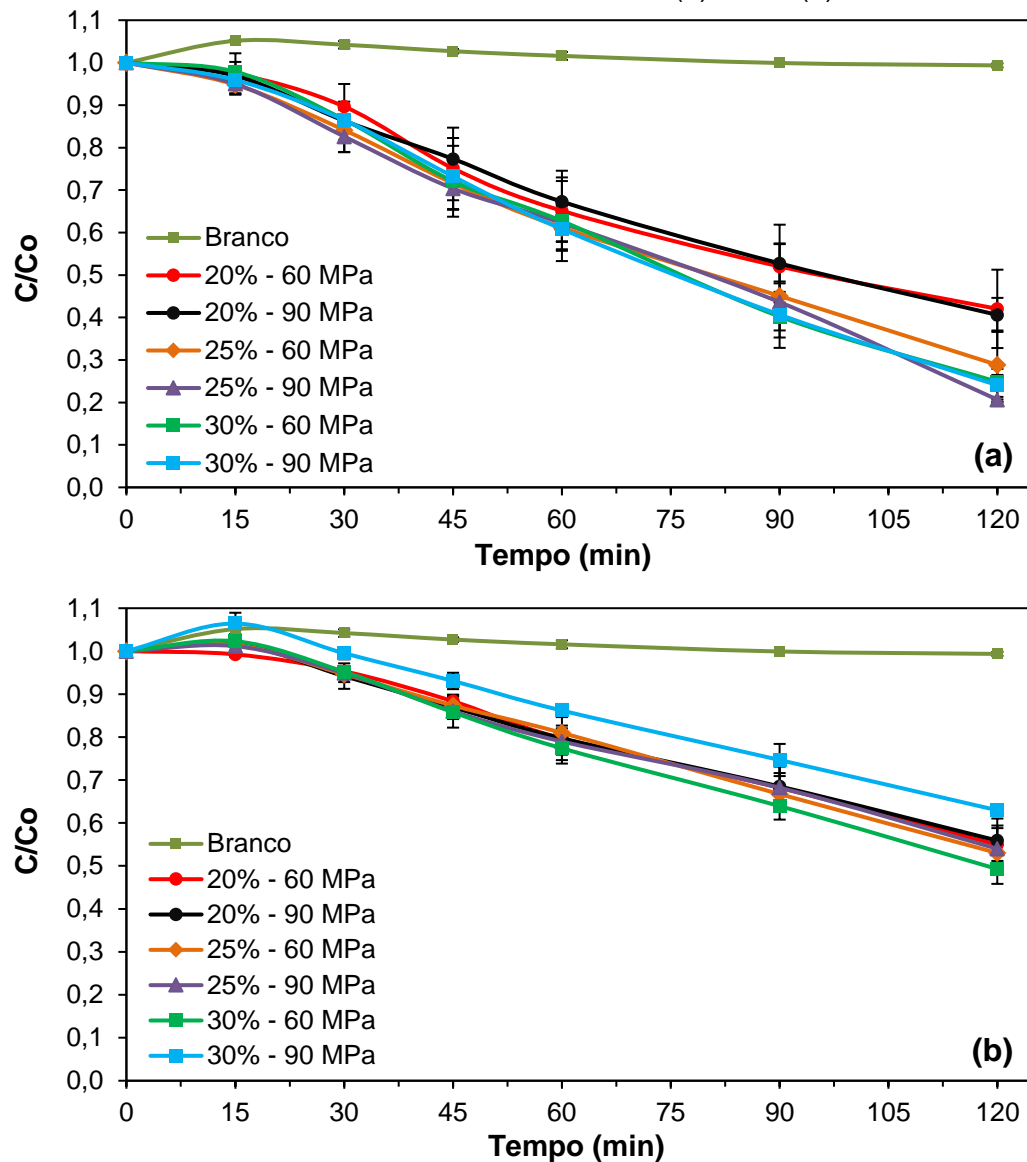 (a) (b)
1,1
1,0
0,9
0,8
0,7
0,6
0,5
0,4
0,3
0,2
0,1
0,0
C/Co
Branco
20% - 60 MPa
20% - 90 MPa
25% - 60 MPa
25% - 90 MPa
30% - 60 MPa
30% - 90 MPa
(a)
0 15 30 45 60 75 90 105 120
Tempo (min)
1,1
1,0
0,9
0,8
0,7
0,6
0,5
0,4
0,3
0,2
0,1
0,0
C/Co
Branco
20% - 60 MPa
20% - 90 MPa
25% - 60 MPa
25% - 90 MPa
30% - 60 MPa
30% - 90 MPa
(b)
0 15 30 45 60 75 90 105 120
Tempo (min)